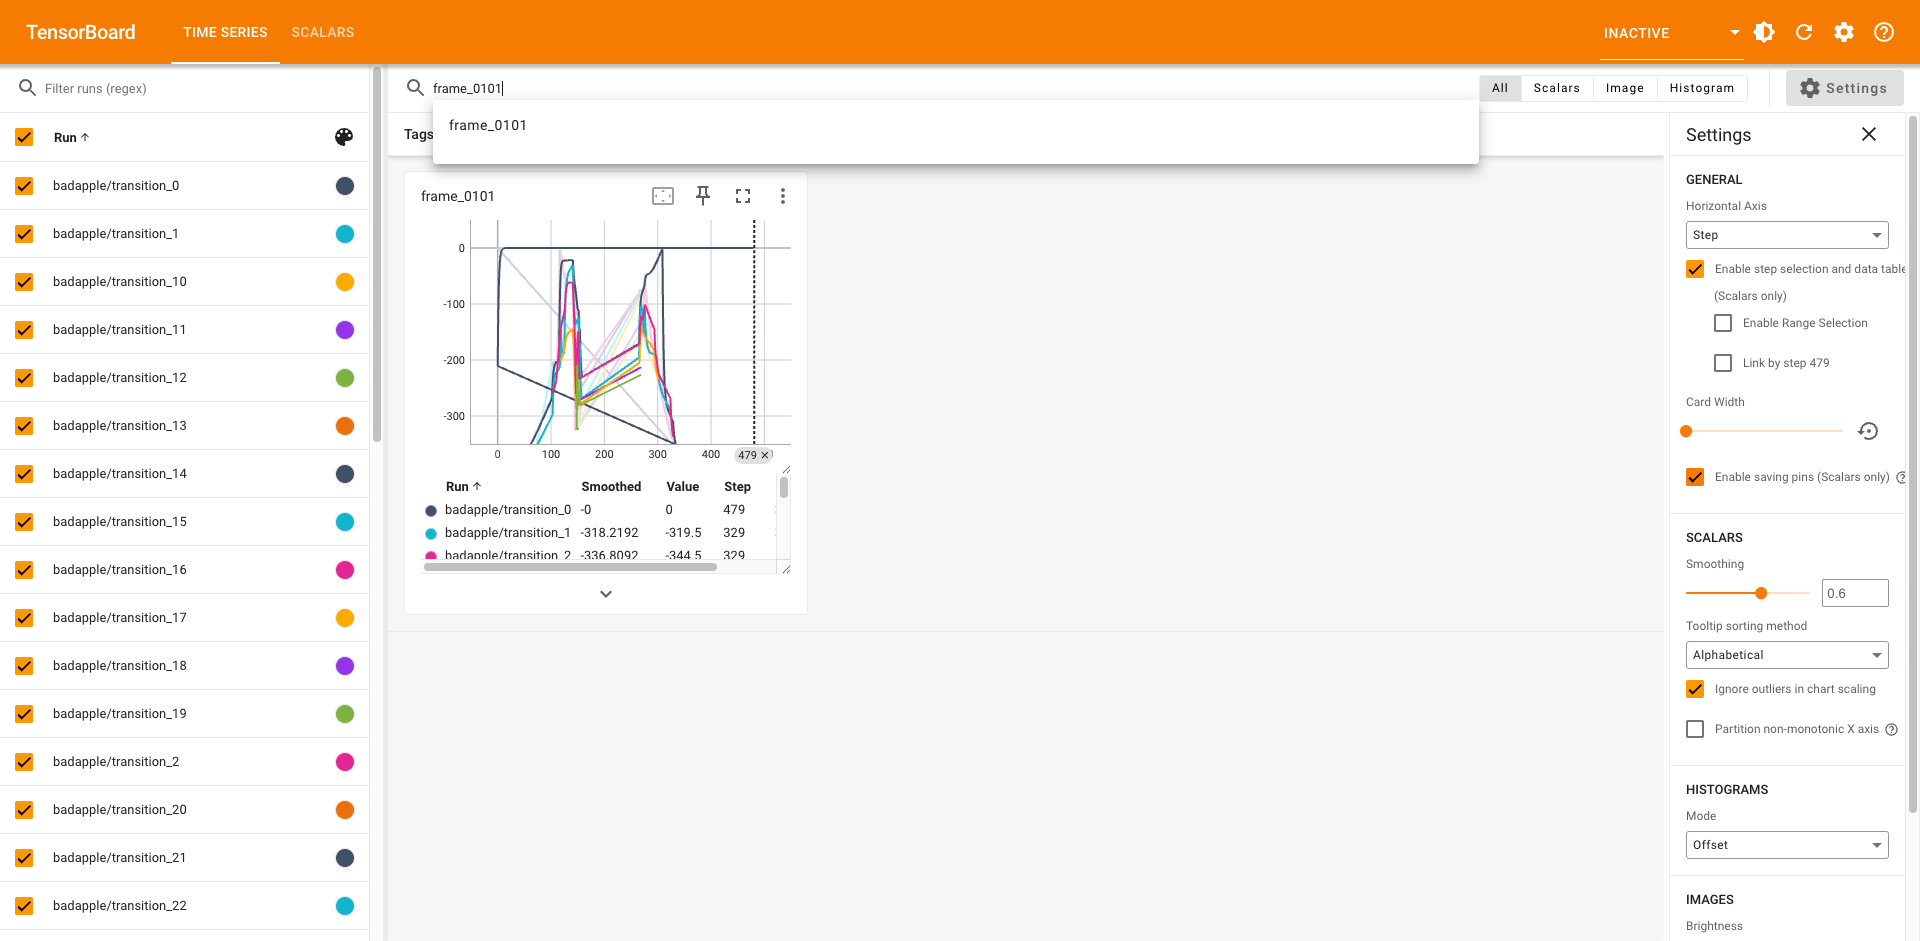 TensorBoard TIME SERIES SCALARS INACTIVE
Filter runs (regex)
Run
badapple/transition_0
badapple/transition_1
badapple/transition_10
badapple/transition_11
badapple/transition_12
badapple/transition_13
badapple/transition_14
badapple/transition_15
badapple/transition_16
badapple/transition_17
badapple/transition_18
badapple/transition_19
badapple/transition_2
badapple/transition_20
badapple/transition_21
badapple/transition_22
frame_0101
All Scalars Image Histogram Settings
frame_0101
Tags
frame_0101
0
-100
-200
-300
0 100 200 300 400 479
Run Smoothed Value Step
badapple/transition_0 -0 0 479
badapple/transition_1 -318.2192 -319.5 329
badapple/transition_2 -336.8092 -344.5 329
Settings
GENERAL
Horizontal Axis
Step
Enable step selection and data table
(Scalars only)
Enable Range Selection
Link by step 479
Card Width
Enable saving pins (Scalars only)
SCALARS
Smoothing
0.6
Tooltip sorting method
Alphabetical
Ignore outliers in chart scaling
Partition non-monotonic X axis
HISTOGRAMS
Mode
Offset
IMAGES
Brightness